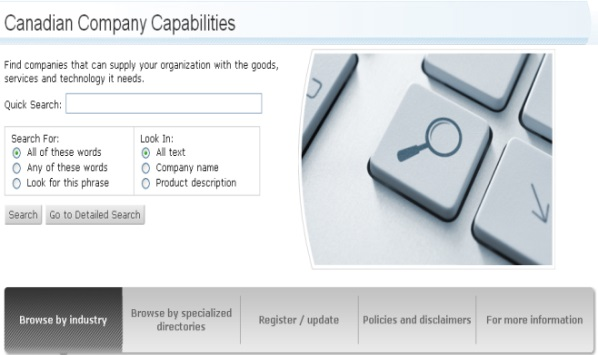 Canadian Company Capabilities
Find companies that can supply your organization with the goods,
services and technology it needs.
Quick Search:
Search For:
All of these words
Any of these words
Look for this phrase
Look In:
All text
Company name
Product description
Search
Go to Detailed Search
Browse by industry
Browse by specialized
directories
Register / update
Policies and disclaimers
For more information